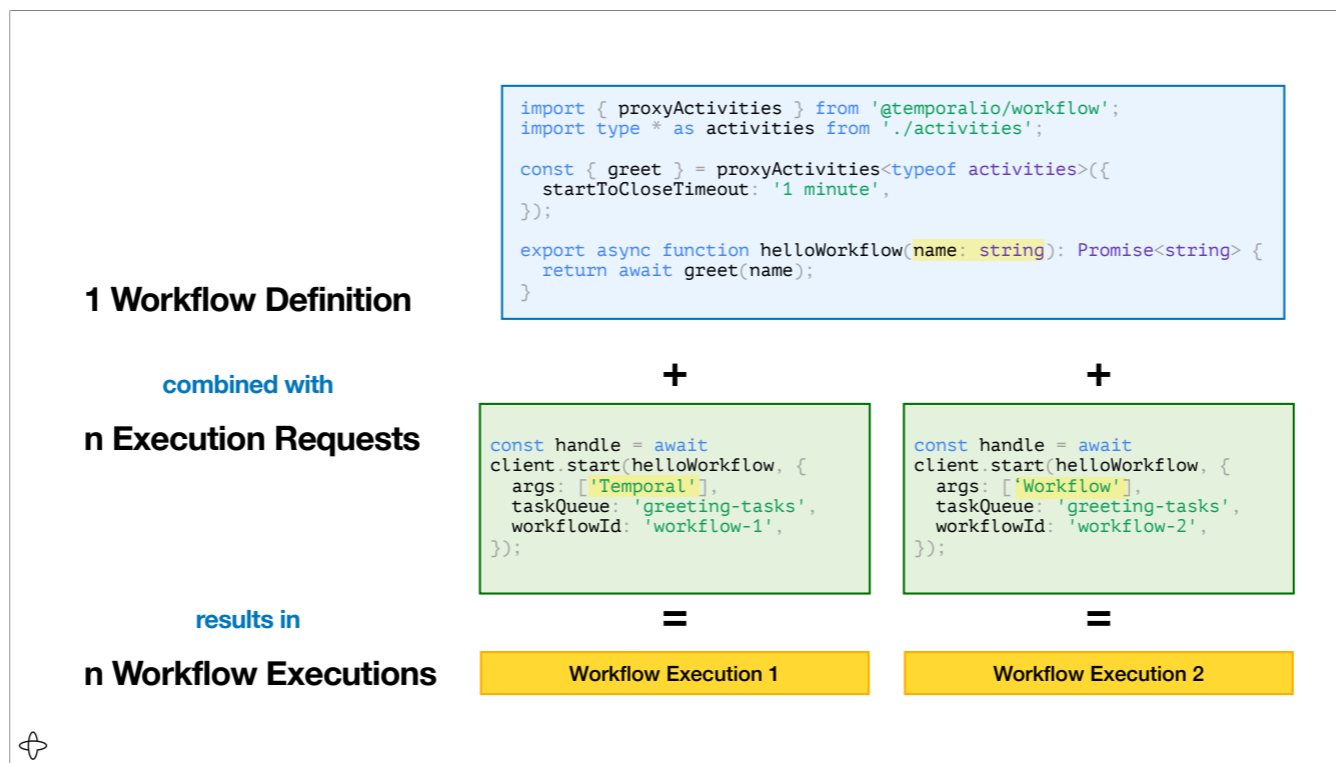 import { proxyActivities } from '@temporalio/workflow';
import type * as activities from './activities';
const { greet } = proxyActivities<typeof activities>({
  startToCloseTimeout: '1 minute',
});
export async function helloWorkflow(name: string): Promise<string> {
  return await greet(name);
}
1 Workflow Definition
combined with
+
+
n Execution Requests
const handle = await
client.start(helloWorkflow, {
  args: ['Temporal'],
  taskQueue: 'greeting-tasks',
  workflowId: 'workflow-1',
});
const handle = await
client.start(helloWorkflow, {
  args: [‘Workflow'],
  taskQueue: 'greeting-tasks',
  workflowId: 'workflow-2',
});
results in
=
=
n Workflow Executions
Workflow Execution 1
Workflow Execution 2